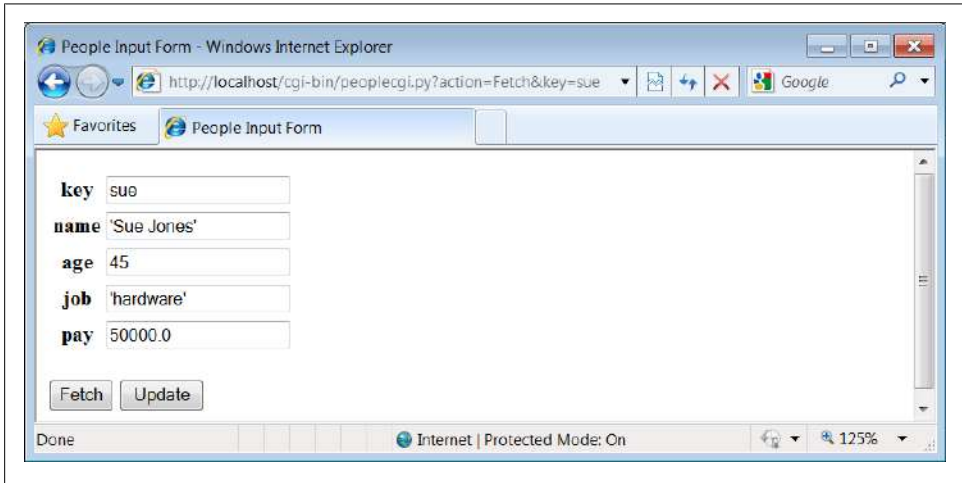 People Input Form - Windows Internet Explorer
http://localhost/cgi-bin/peoplecgi.py?action=Fetch&key=sue
Google
Favorites
People Input Form
key sue
name 'Sue Jones'
age 45
job 'hardware'
pay 50000.0
Fetch Update
Done
Internet | Protected Mode: On
125%